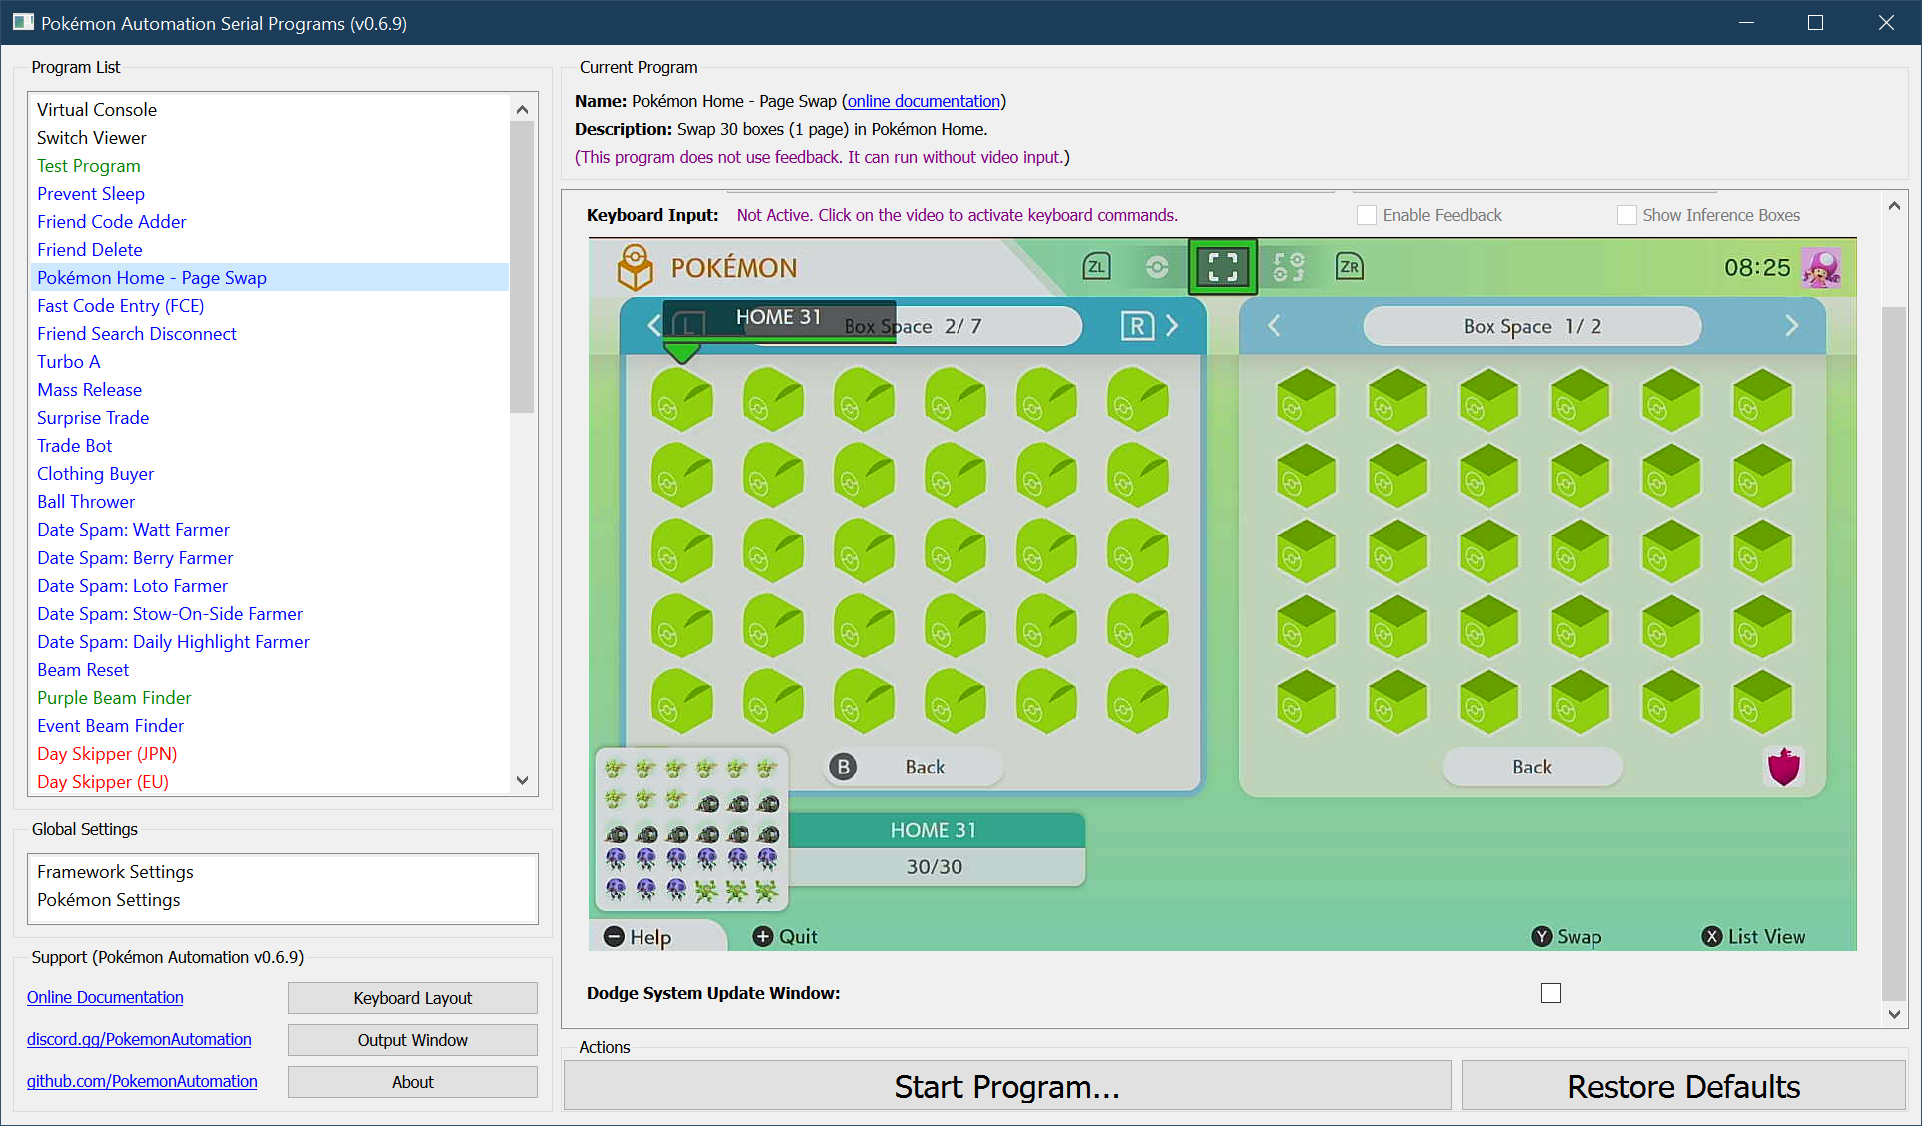 Pokémon Automation Serial Programs (v0.6.9)
Program List
Virtual Console
Switch Viewer
Test Program
Prevent Sleep
Friend Code Adder
Friend Delete
Pokémon Home - Page Swap
Fast Code Entry (FCE)
Friend Search Disconnect
Turbo A
Mass Release
Surprise Trade
Trade Bot
Clothing Buyer
Ball Thrower
Date Spam: Watt Farmer
Date Spam: Berry Farmer
Date Spam: Loto Farmer
Date Spam: Stow-On-Side Farmer
Date Spam: Daily Highlight Farmer
Beam Reset
Purple Beam Finder
Event Beam Finder
Day Skipper (JPN)
Day Skipper (EU)
Global Settings
Framework Settings
Pokémon Settings
Support (Pokémon Automation v0.6.9)
Online Documentation
Keyboard Layout
discord.gg/PokemonAutomation
Output Window
github.com/PokemonAutomation
About
Current Program
Name: Pokémon Home - Page Swap (online documentation)
Description: Swap 30 boxes (1 page) in Pokémon Home.
(This program does not use feedback. It can run without video input.)
Keyboard Input: Not Active. Click on the video to activate keyboard commands.
Enable Feedback
Show Inference Boxes
POKÉMON
ZL
ZR
08:25
L
HOME 31
Box Space 2/ 7
R
Box Space 1/ 2
B Back
Back
HOME 31
30/30
Help
Quit
Y Swap
X List View
Dodge System Update Window:
Actions
Start Program...
Restore Defaults